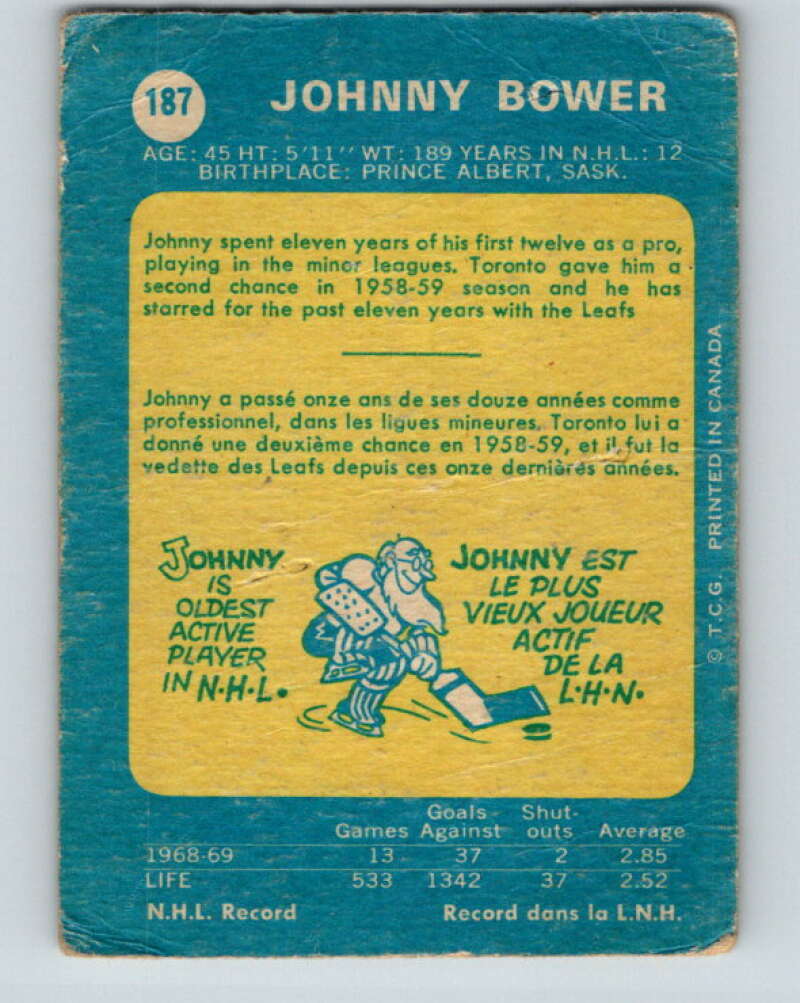 187
JOHNNY BOWER
AGE: 45 HT: 5'11" WT: 189 YEARS IN N.H.L.: 12
BIRTHPLACE: PRINCE ALBERT, SASK.
Johnny spent eleven years of his first twelve as a pro,
playing in the minor leagues. Toronto gave him a
second chance in 1958-59 season and he has
starred for the past eleven years with the Leafs
Johnny a passé onze ans de ses douze années comme
professionnel, dans les ligues mineures. Toronto lui a
donné une deuxième chance en 1958-59, et il fut la
vedette des Leafs depuis ces onze dernières années.
JOHNNY
IS
OLDEST
ACTIVE
PLAYER
IN N.H.L.
JOHNNY EST
LE PLUS
VIEUX JOUEUR
ACTIF
DE LA
L.H.N.
© T.C.G. PRINTED IN CANADA
Goals Shut-
Games Against outs Average
1968-69 13 37 2 2.85
LIFE 533 1342 37 2.52
N.H.L. Record Record dans la L.N.H.